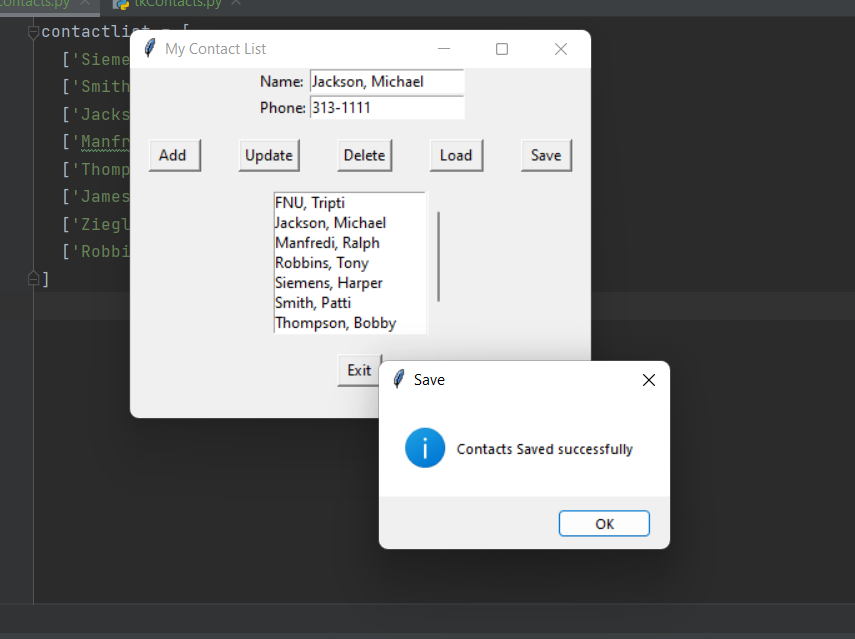 contacts.py tkContacts.py
contactlist = [
['Sieme
['Smith
['Jacks
['Manfr
['Thomp
['James
['Ziegl
['Robbi
]
My Contact List
Name: Jackson, Michael
Phone: 313-1111
Add Update Delete Load Save
FNU, Tripti
Jackson, Michael
Manfredi, Ralph
Robbins, Tony
Siemens, Harper
Smith, Patti
Thompson, Bobby
Exit
Save
Contacts Saved successfully
OK